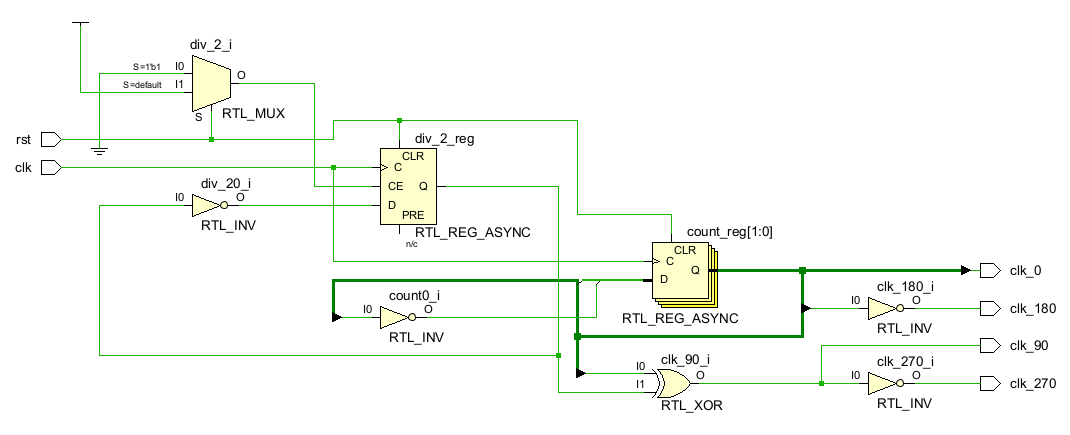 div_2_i
S=1'b1
I0
O
S=default
I1
S
RTL_MUX
rst
clk
div_2_reg
CLR
C
CE
Q
D
PRE
n/c
RTL_REG_ASYNC
div_20_i
I0
O
RTL_INV
count_reg[1:0]
CLR
C
Q
D
RTL_REG_ASYNC
count0_i
I0
O
RTL_INV
clk_0
clk_180_i
I0
O
RTL_INV
clk_180
clk_90_i
I0
O
I1
RTL_XOR
clk_90
clk_270_i
I0
O
RTL_INV
clk_270